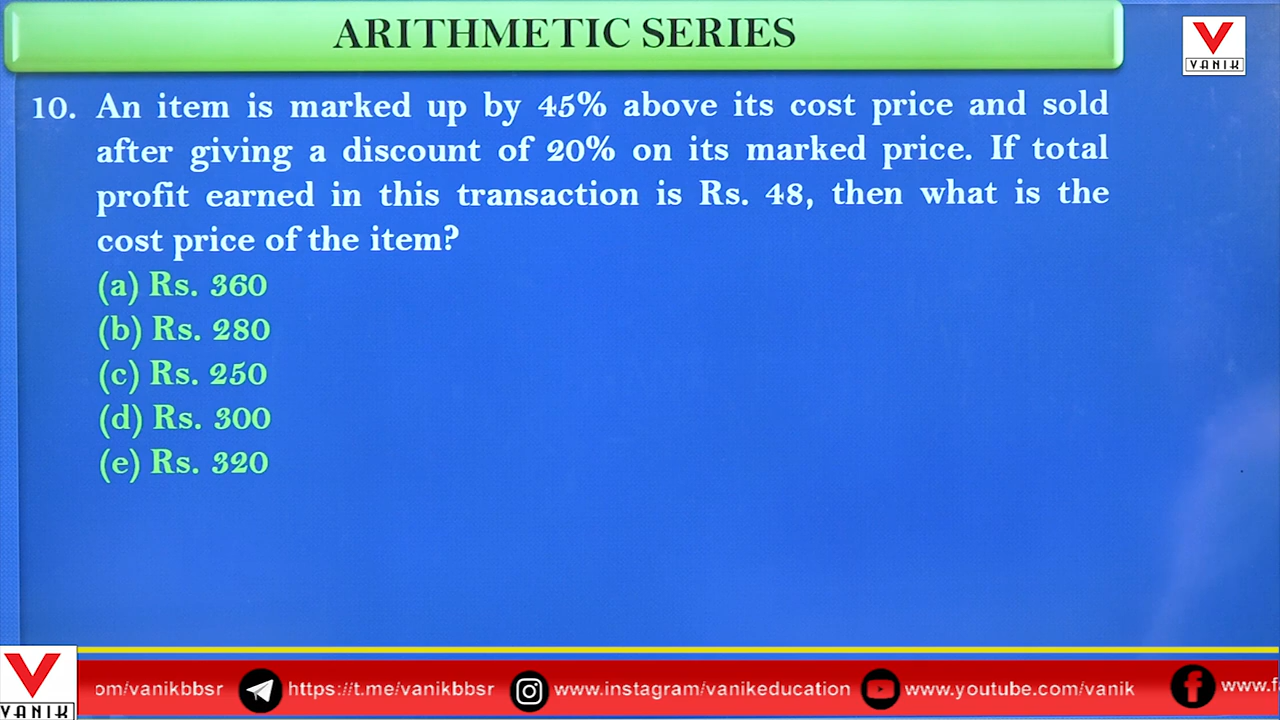 ARITHMETIC SERIES
V
VANIK
10. An item is marked up by 45% above its cost price and sold
after giving a discount of 20% on its marked price. If total
profit earned in this transaction is Rs. 48, then what is the
cost price of the item?
(a) Rs. 360
(b) Rs. 280
(c) Rs. 250
(d) Rs. 300
(e) Rs. 320
V
VANIK
om/vanikbbsr https://t.me/vanikbbsr www.instagram/vanikeducation www.youtube.com/vanik www.f